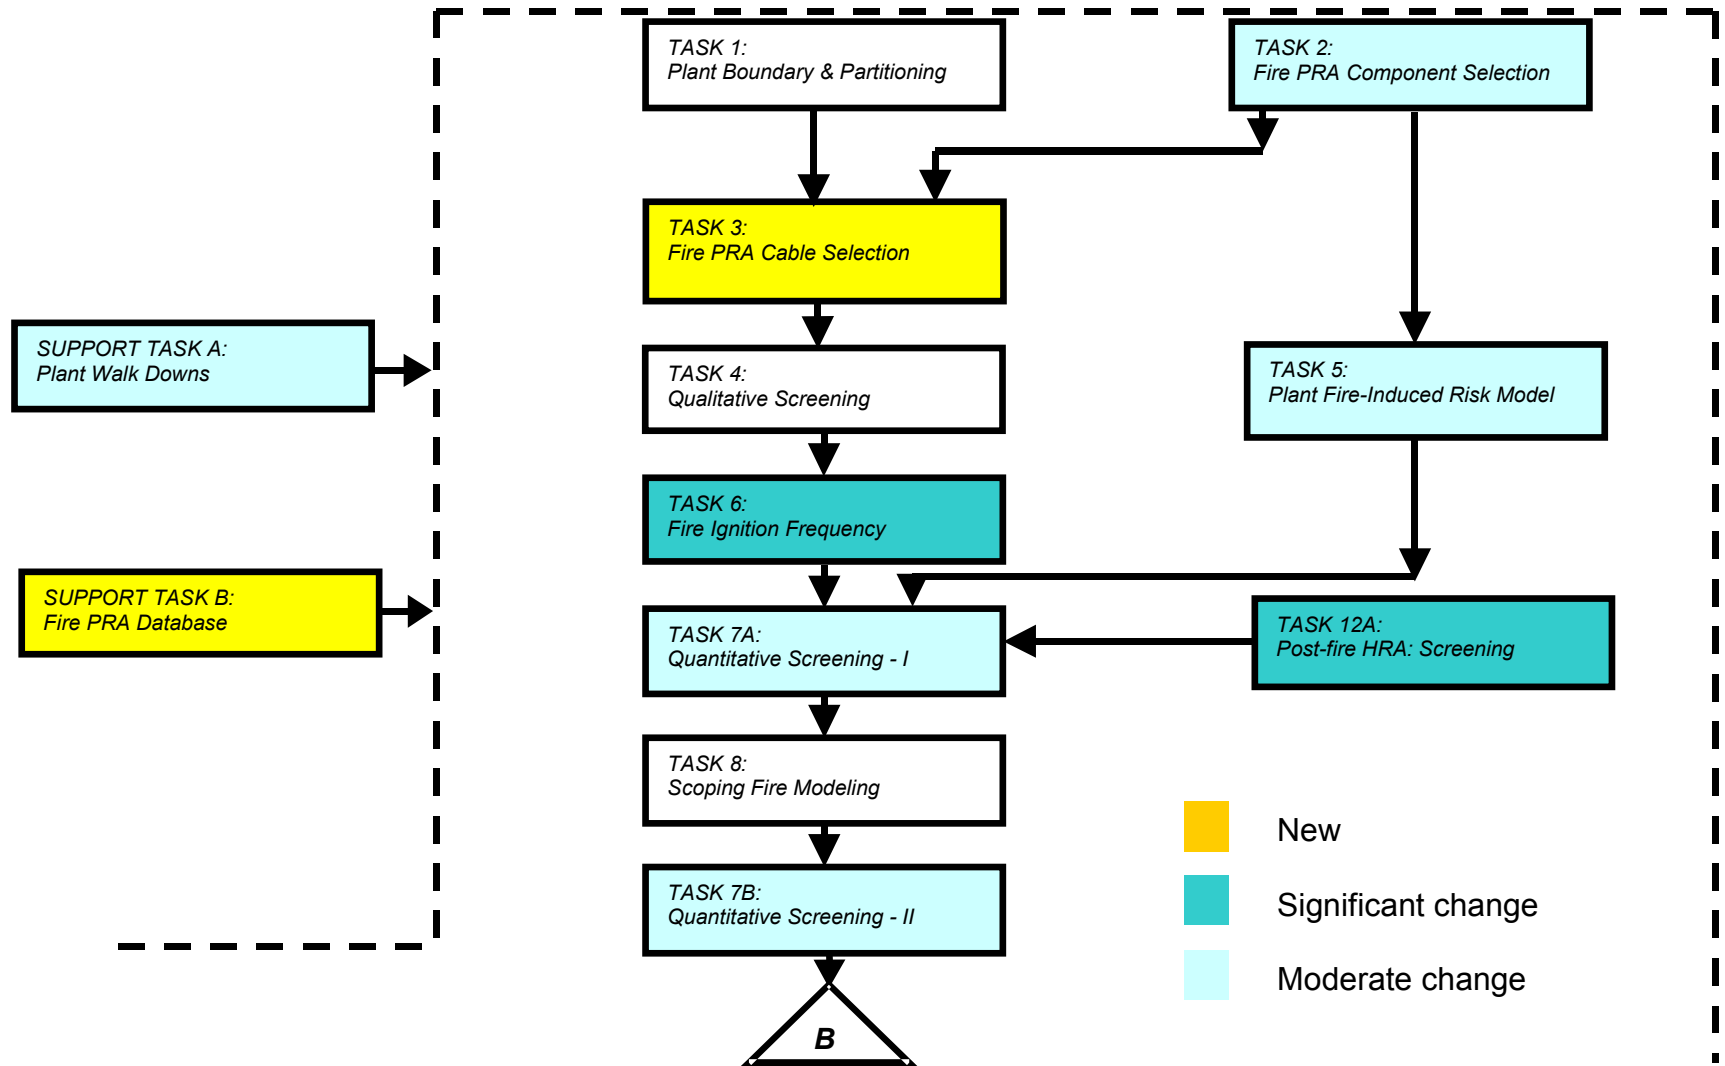 TASK 1:
Plant Boundary & Partitioning
TASK 2:
Fire PRA Component Selection
TASK 3:
Fire PRA Cable Selection
SUPPORT TASK A:
Plant Walk Downs
TASK 4:
Qualitative Screening
TASK 5:
Plant Fire-Induced Risk Model
TASK 6:
Fire Ignition Frequency
SUPPORT TASK B:
Fire PRA Database
TASK 7A:
Quantitative Screening - I
TASK 12A:
Post-fire HRA: Screening
TASK 8:
Scoping Fire Modeling
TASK 7B:
Quantitative Screening - II
New
Significant change
Moderate change
B